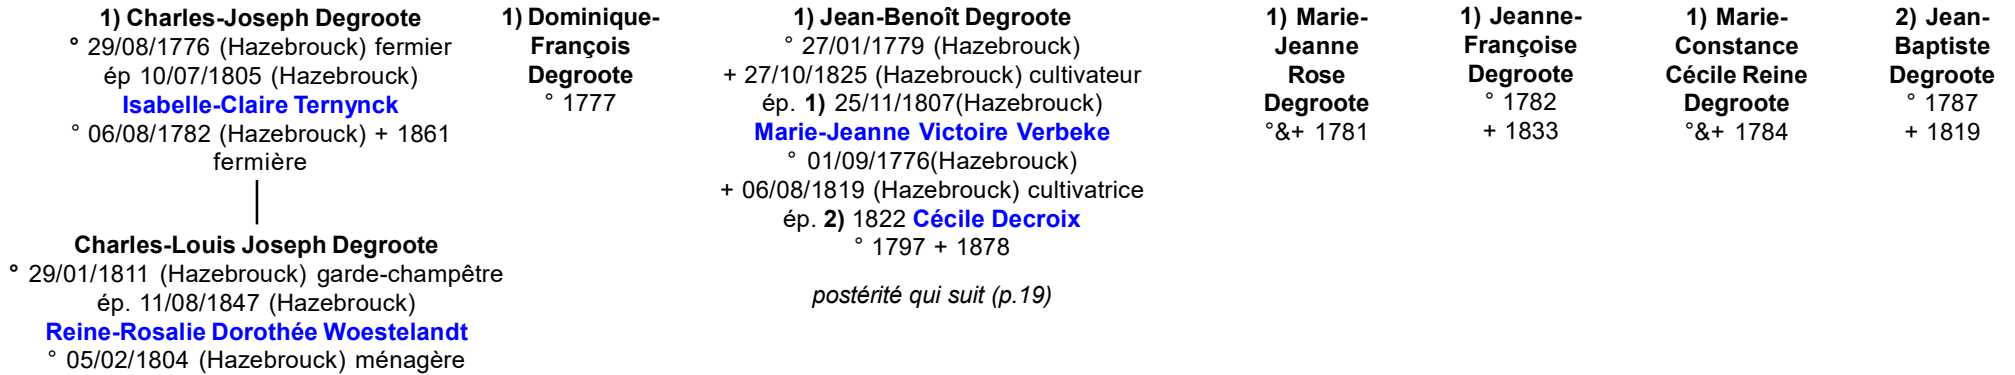 1) Charles-Joseph Degroote
° 29/08/1776 (Hazebrouck) fermier
ép 10/07/1805 (Hazebrouck)
Isabelle-Claire Ternynck
° 06/08/1782 (Hazebrouck) + 1861
fermière
Charles-Louis Joseph Degroote
° 29/01/1811 (Hazebrouck) garde-champêtre
ép. 11/08/1847 (Hazebrouck)
Reine-Rosalie Dorothée Woestelandt
° 05/02/1804 (Hazebrouck) ménagère
1) Dominique-
François
Degroote
° 1777
1) Jean-Benoît Degroote
° 27/01/1779 (Hazebrouck)
+ 27/10/1825 (Hazebrouck) cultivateur
ép. 1) 25/11/1807(Hazebrouck)
Marie-Jeanne Victoire Verbeke
° 01/09/1776(Hazebrouck)
+ 06/08/1819 (Hazebrouck) cultivatrice
ép. 2) 1822 Cécile Decroix
° 1797 + 1878
postérité qui suit (p.19)
1) Marie-
Jeanne
Rose
Degroote
°&+ 1781
1) Jeanne-
Françoise
Degroote
° 1782
+ 1833
1) Marie-
Constance
Cécile Reine
Degroote
°&+ 1784
2) Jean-
Baptiste
Degroote
° 1787
+ 1819